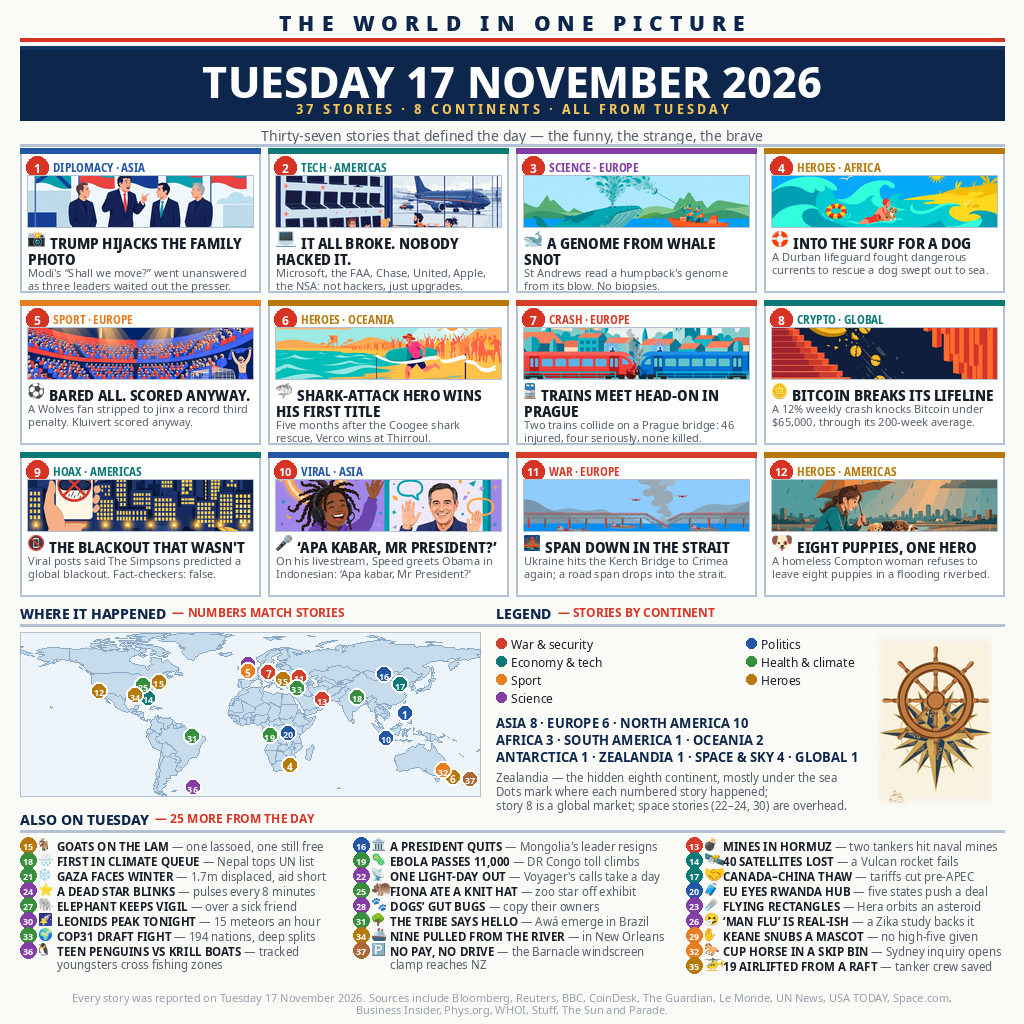 THE WORLD IN ONE PICTURE
TUESDAY 17 NOVEMBER 2026
37 STORIES · 8 CONTINENTS · ALL FROM TUESDAY
Thirty-seven stories that defined the day — the funny, the strange, the brave
1 DIPLOMACY · ASIA
TRUMP HIJACKS THE FAMILY
PHOTO
Modi's “Shall we move?” went unanswered
as three leaders waited out the presser.
2 TECH · AMERICAS
IT ALL BROKE. NOBODY
HACKED IT.
Microsoft, the FAA, Chase, United, Apple,
the NSA: not hackers, just upgrades.
3 SCIENCE · EUROPE
A GENOME FROM WHALE
SNOT
St Andrews read a humpback's genome
from its blow. No biopsies.
4 HEROES · AFRICA
INTO THE SURF FOR A DOG
A Durban lifeguard fought dangerous
currents to rescue a dog swept out to sea.
5 SPORT · EUROPE
BARED ALL. SCORED ANYWAY.
A Wolves fan stripped to jinx a record third
penalty. Kluivert scored anyway.
6 HEROES · OCEANIA
SHARK-ATTACK HERO WINS
HIS FIRST TITLE
Five months after the Coogee shark
rescue, Verco wins at Thirroul.
7 CRASH · EUROPE
TRAINS MEET HEAD-ON IN
PRAGUE
Two trains collide on a Prague bridge: 46
injured, four seriously, none killed.
8 CRYPTO · GLOBAL
BITCOIN BREAKS ITS LIFELINE
A 12% weekly crash knocks Bitcoin under
$65,000, through its 200-week average.
9 HOAX · AMERICAS
THE BLACKOUT THAT WASN'T
Viral posts said The Simpsons predicted a
global blackout. Fact-checkers: false.
10 VIRAL · ASIA
‘APA KABAR, MR PRESIDENT?’
On his livestream, Speed greets Obama in
Indonesian: ‘Apa kabar, Mr President?’
11 WAR · EUROPE
SPAN DOWN IN THE STRAIT
Ukraine hits the Kerch Bridge to Crimea
again; a road span drops into the strait.
12 HEROES · AMERICAS
EIGHT PUPPIES, ONE HERO
A homeless Compton woman refuses to
leave eight puppies in a flooding riverbed.
WHERE IT HAPPENED — NUMBERS MATCH STORIES
5
7
16
17
12
15
34
14
33
13
18
1
31
19
20
10
4
32
6
37
36
LEGEND — STORIES BY CONTINENT
War & security
Politics
Economy & tech
Health & climate
Sport
Heroes
Science
ASIA 8 · EUROPE 6 · NORTH AMERICA 10
AFRICA 3 · SOUTH AMERICA 1 · OCEANIA 2
ANTARCTICA 1 · ZEALANDIA 1 · SPACE & SKY 4 · GLOBAL 1
Zealandia — the hidden eighth continent, mostly under the sea
Dots mark where each numbered story happened;
story 8 is a global market; space stories (22–24, 30) are overhead.
ALSO ON TUESDAY — 25 MORE FROM THE DAY
15 GOATS ON THE LAM — one lassoed, one still free
18 FIRST IN CLIMATE QUEUE — Nepal tops UN list
21 GAZA FACES WINTER — 1.7m displaced, aid short
24 A DEAD STAR BLINKS — pulses every 8 minutes
27 ELEPHANT KEEPS VIGIL — over a sick friend
30 LEONIDS PEAK TONIGHT — 15 meteors an hour
33 COP31 DRAFT FIGHT — 194 nations, deep splits
36 TEEN PENGUINS VS KRILL BOATS — tracked
youngsters cross fishing zones
16 A PRESIDENT QUITS — Mongolia's leader resigns
19 EBOLA PASSES 11,000 — DR Congo toll climbs
22 ONE LIGHT-DAY OUT — Voyager's calls take a day
25 FIONA ATE A KNIT HAT — zoo star off exhibit
28 DOGS’ GUT BUGS — copy their owners
31 THE TRIBE SAYS HELLO — Awá emerge in Brazil
34 NINE PULLED FROM THE RIVER — in New Orleans
37 NO PAY, NO DRIVE — the Barnacle windscreen
clamp reaches NZ
13 MINES IN HORMUZ — two tankers hit naval mines
14 40 SATELLITES LOST — a Vulcan rocket fails
17 CANADA–CHINA THAW — tariffs cut pre-APEC
20 EU EYES RWANDA HUB — five states push a deal
23 FLYING RECTANGLES — Hera orbits an asteroid
26 ‘MAN FLU’ IS REAL-ISH — a Zika study backs it
29 KEANE SNUBS A MASCOT — no high-five given
32 CUP HORSE IN A SKIP BIN — Sydney inquiry opens
35 19 AIRLIFTED FROM A RAFT — tanker crew saved
Every story was reported on Tuesday 17 November 2026. Sources include Bloomberg, Reuters, BBC, CoinDesk, The Guardian, Le Monde, UN News, USA TODAY, Space.com,
Business Insider, Phys.org, WHOI, Stuff, The Sun and Parade.